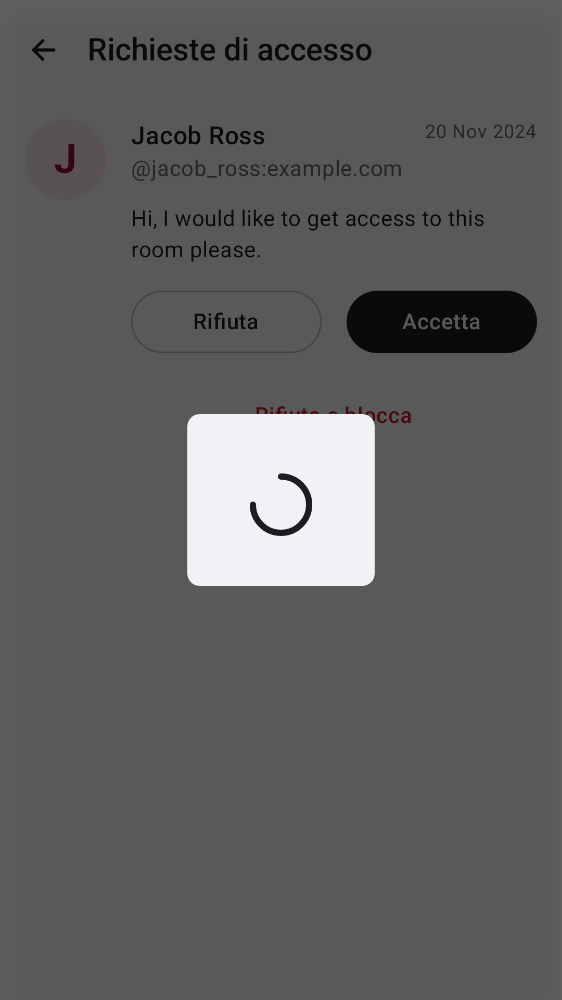 Richieste di accesso
J
Jacob Ross
20 Nov 2024
@jacob_ross:example.com
Hi, I would like to get access to this
room please.
Rifiuta
Accetta
Rifiuta e blocca